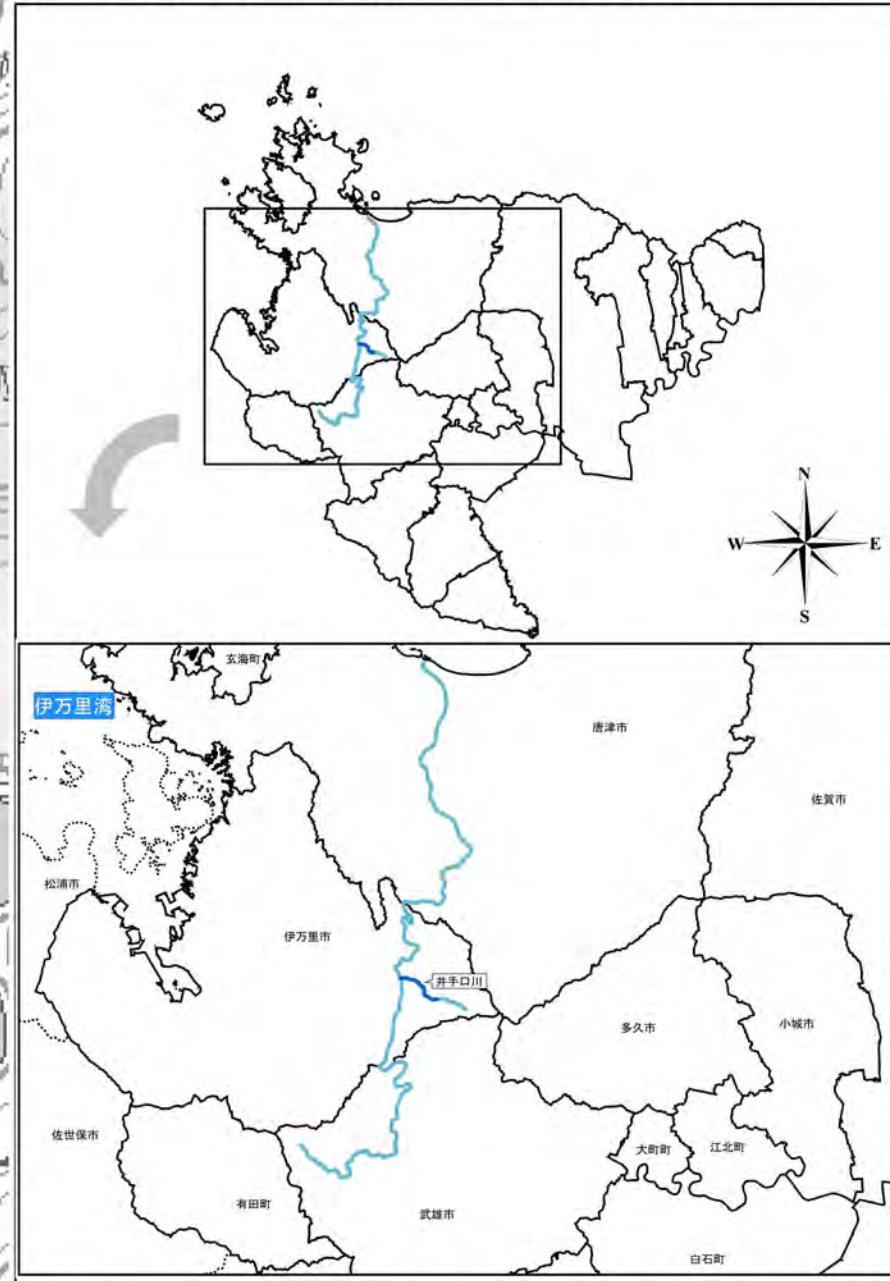 N
W
E
S
玄海町
伊万里湾
唐津市
佐賀市
松浦市
伊万里市
井手口川
多久市
小城市
佐世保市
大町町
江北町
有田町
武雄市
白石町